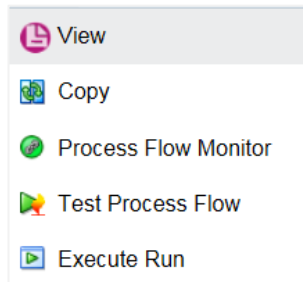 View
Copy
Process Flow Monitor
Test Process Flow
Execute Run